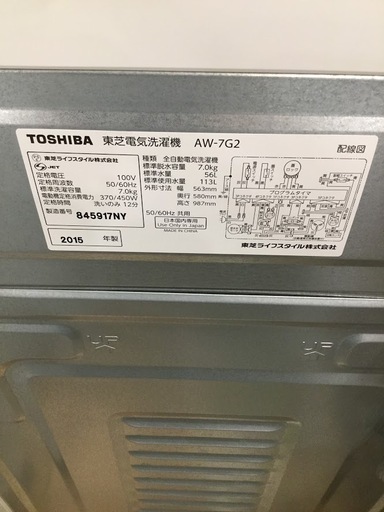 TOSHIBA 東芝電気洗濯機 AW-7G2
配線図
東芝ライフスタイル株式会社
JET
定格電圧 100V
定格周波数 50/60Hz
標準洗濯容量 7.0kg
電動機定格消費電力 370/450W
定格時間 洗いのみ 12分
製造番号 845917NY
2015 年製
種類 全自動電気洗濯機
標準脱水容量 7.0kg
標準水量 56L
標準使用水量 113L
外形寸法 幅 563mm
奥行 580mm
高さ 987mm
50/60Hz 共用
日本国内専用
Use Only in Japan
MADE IN CHINA
プログラムタイマ
東芝ライフスタイル株式会社
UP
UP